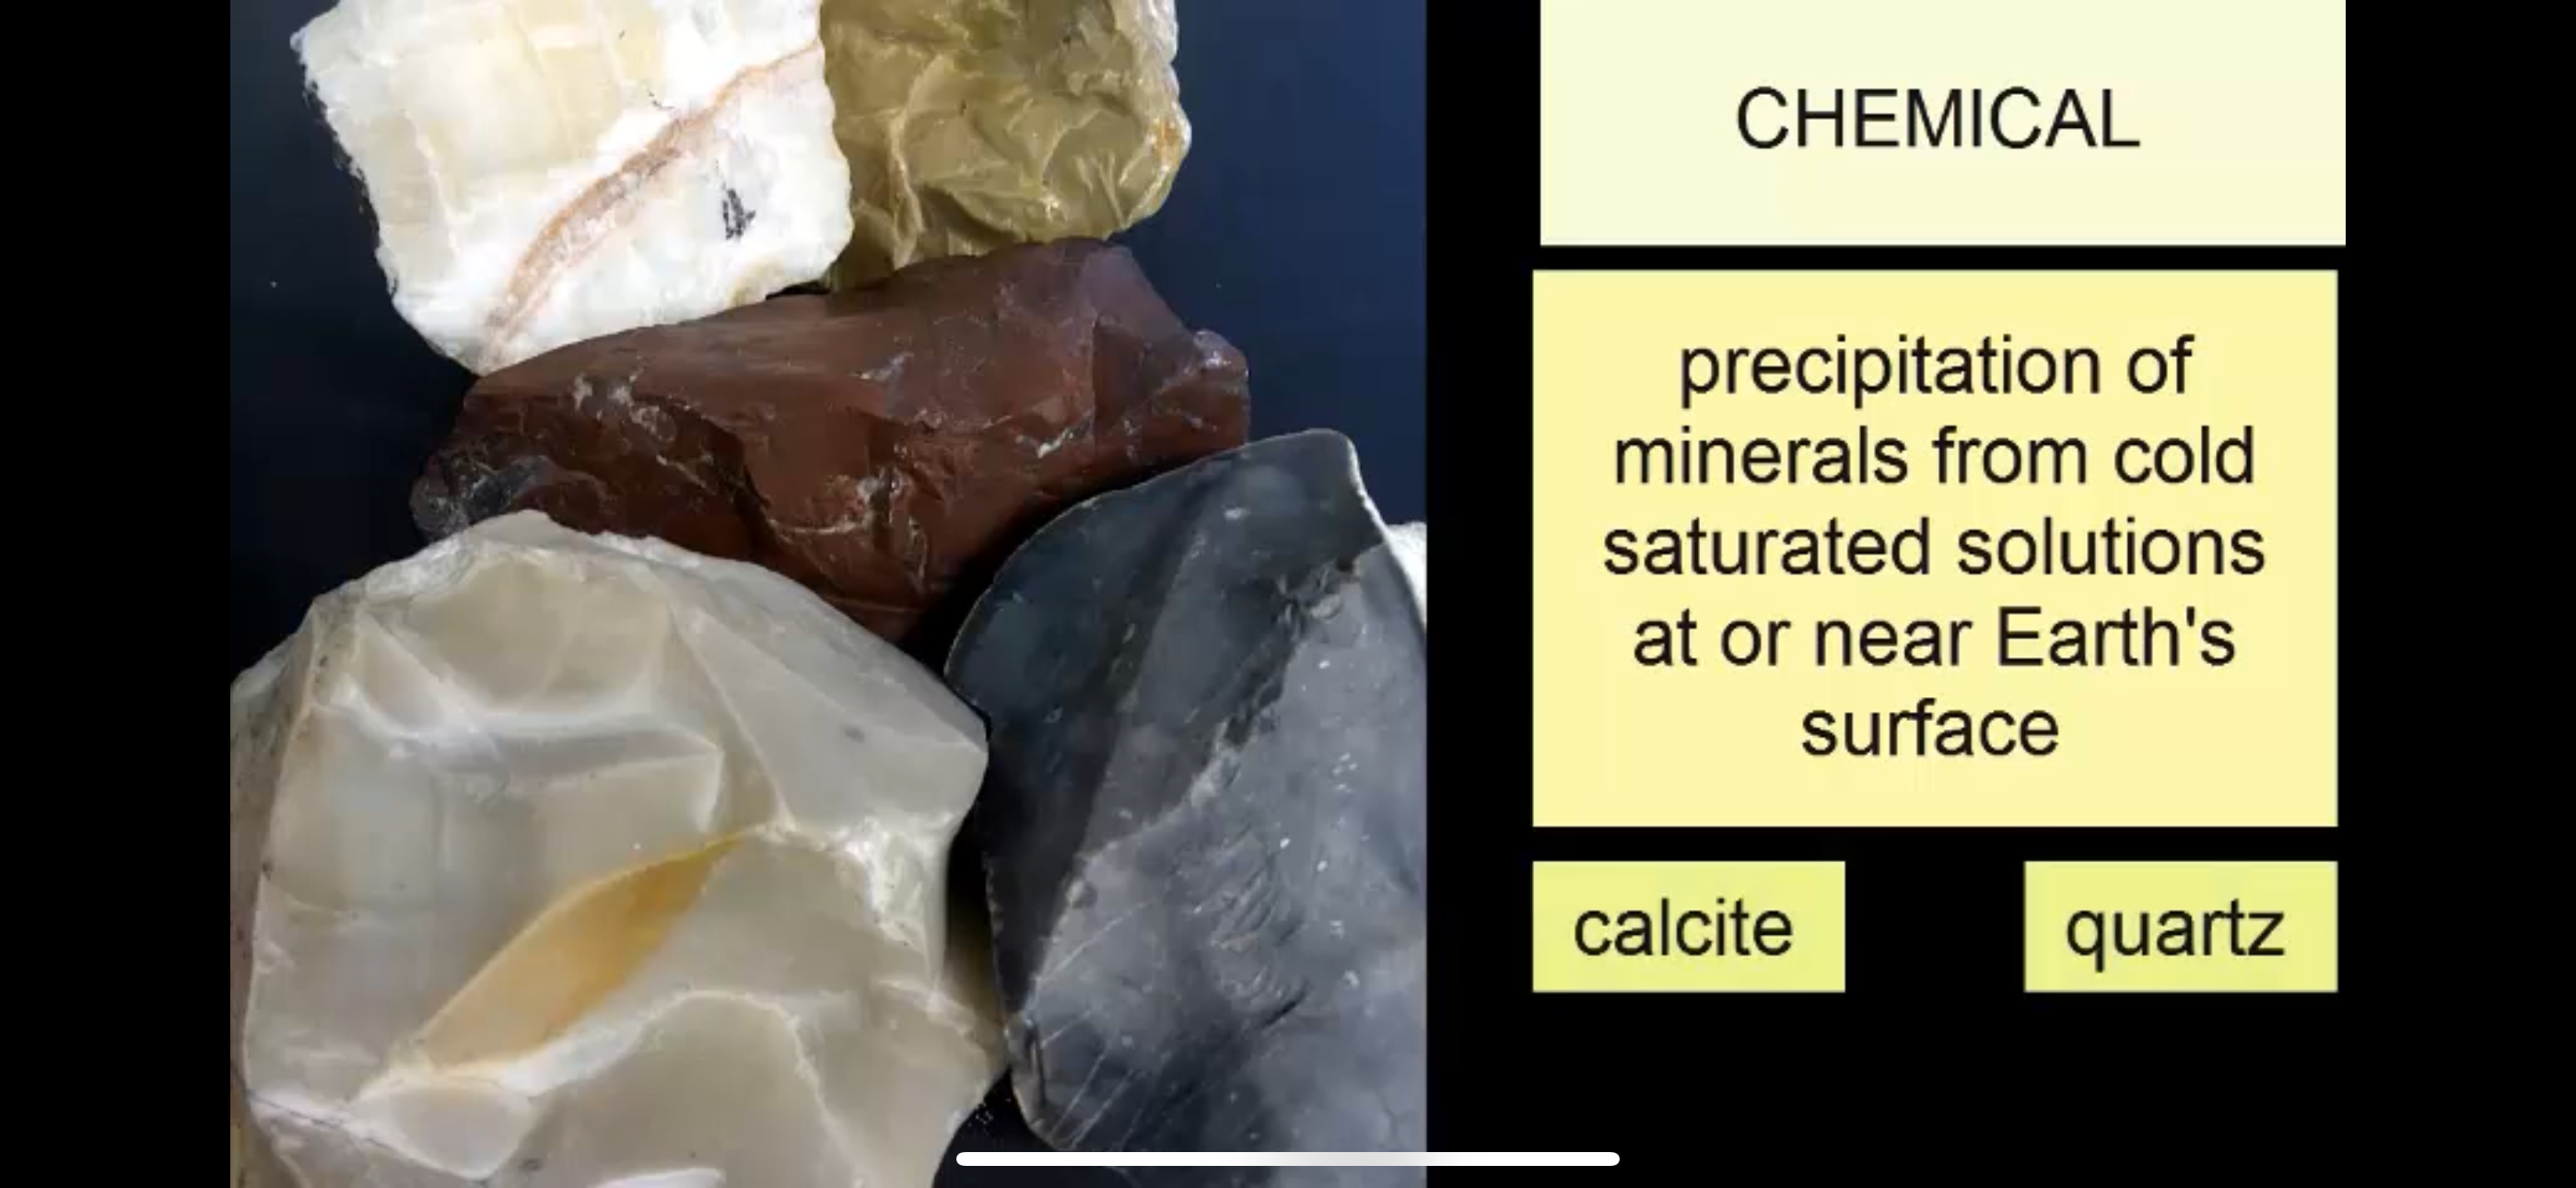 CHEMICAL
precipitation of
minerals from cold
saturated solutions
at or near Earth's
surface
calcite
quartz